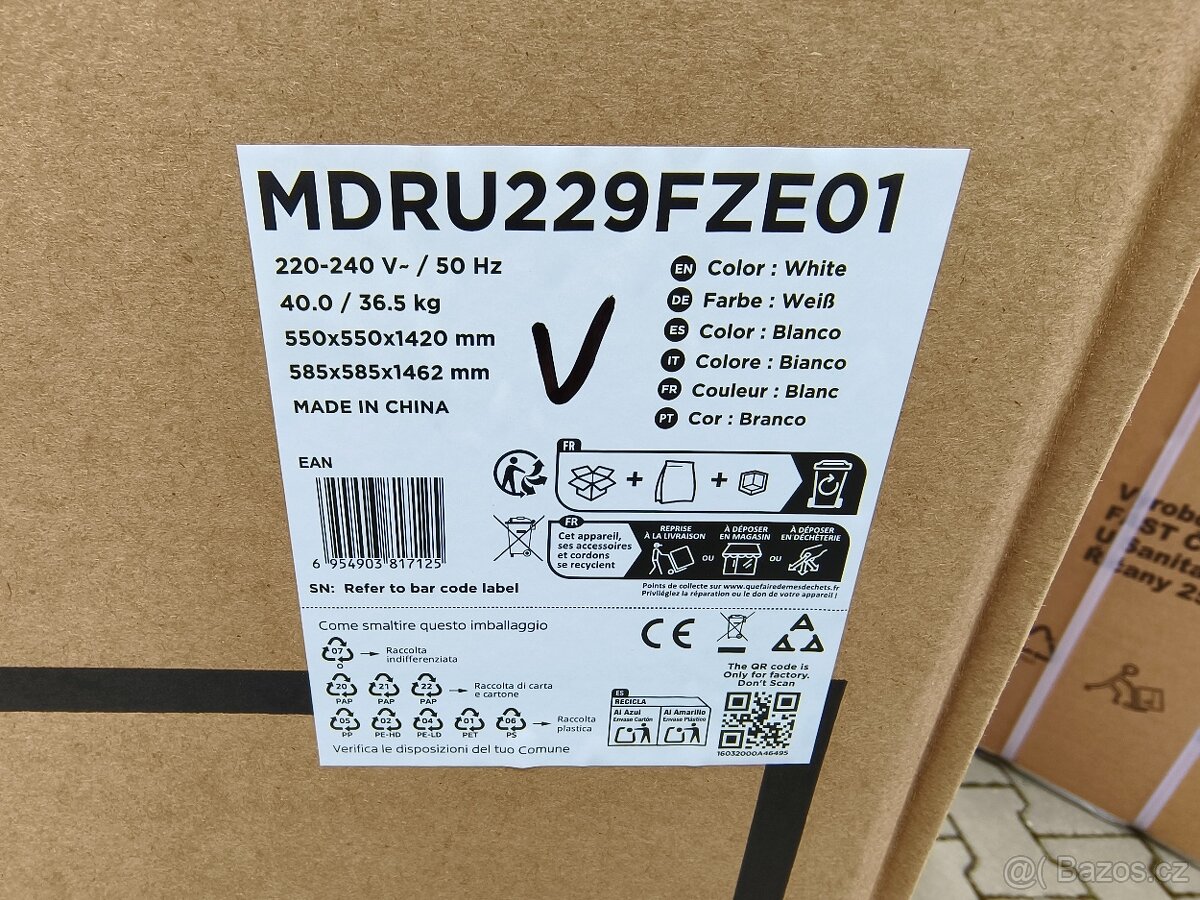 MDRU229FZE01
220-240 V~ / 50 Hz
40.0 / 36.5 kg
550x550x1420 mm
585x585x1462 mm
MADE IN CHINA
EN Color : White
DE Farbe : Weiß
ES Color : Blanco
IT Colore : Bianco
FR Couleur : Blanc
PT Cor : Branco
EAN
6 954903 817125
SN: Refer to bar code label
FR
FR
Cet appareil,
ses accessoires
et cordons
se recyclent
REPRISE
À LA LIVRAISON
OU
À DÉPOSER
EN MAGASIN
OU
À DÉPOSER
EN DÉCHÈTERIE
Points de collecte sur www.quefairedemesdechets.fr
Privilégiez la réparation ou le don de votre appareil !
Come smaltire questo imballaggio
07
O
Raccolta
indifferenziata
20 21 22
PAP PAP PAP
Raccolta di carta
e cartone
05 02 04 01 06
PP PE-HD PE-LD PET PS
Raccolta
plastica
Verifica le disposizioni del tuo Comune
CE
ES
RECICLA
Al Azul
Envase Cartón
Al Amarillo
Envase Plástico
The QR code is
Only for factory.
Don't Scan
16032000A46495
@( Bazos.cz